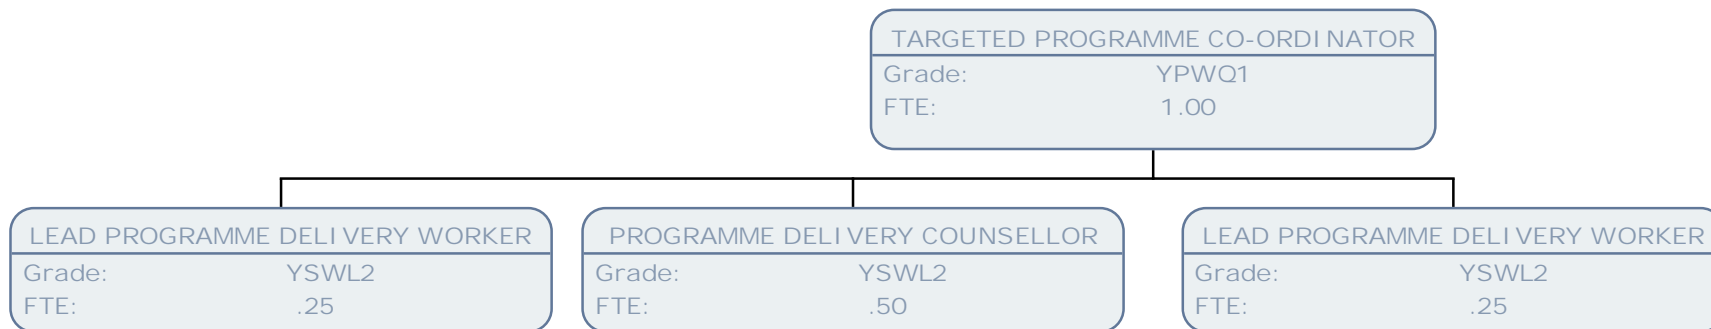 TARGETED PROGRAMME CO-ORDINATOR
Grade: YPWQ1
FTE: 1.00
LEAD PROGRAMME DELIVERY WORKER
Grade: YSWL2
FTE: .25
PROGRAMME DELIVERY COUNSELLOR
Grade: YSWL2
FTE: .50
LEAD PROGRAMME DELIVERY WORKER
Grade: YSWL2
FTE: .25